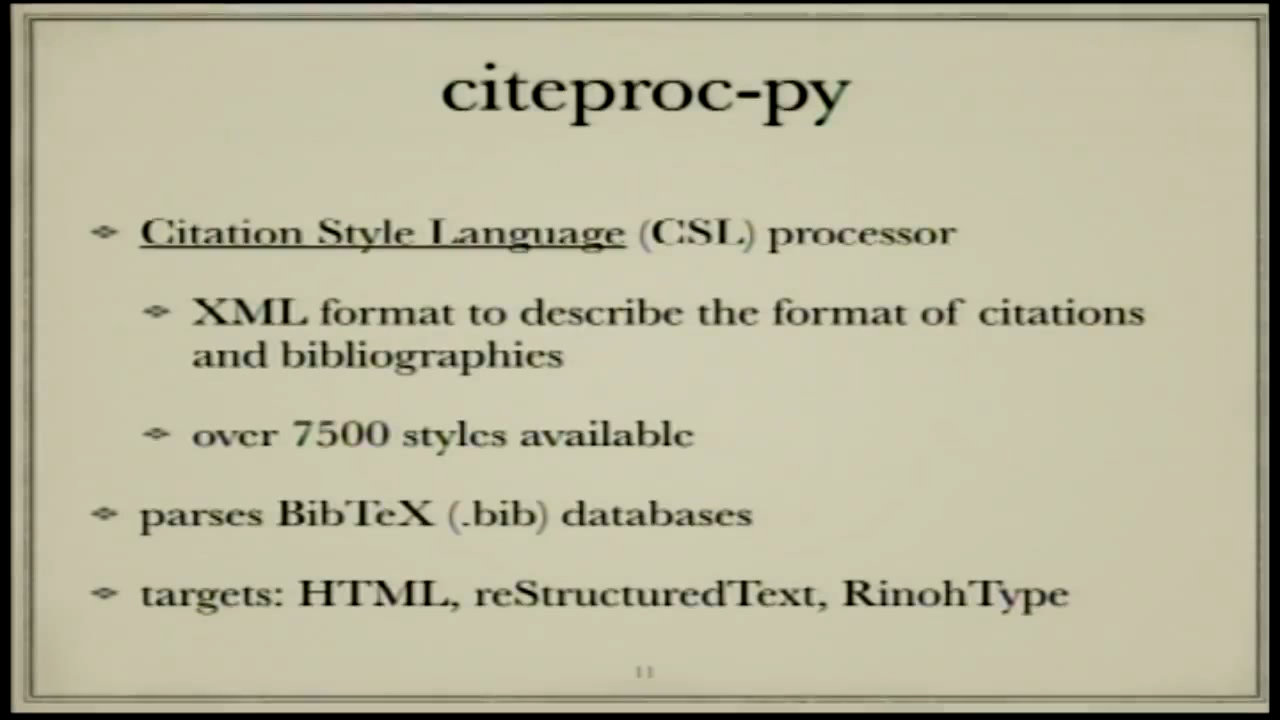 citeproc-py
Citation Style Language (CSL) processor
XML format to describe the format of citations
and bibliographies
over 7500 styles available
parses BibTeX (.bib) databases
targets: HTML, reStructuredText, RinohType
11